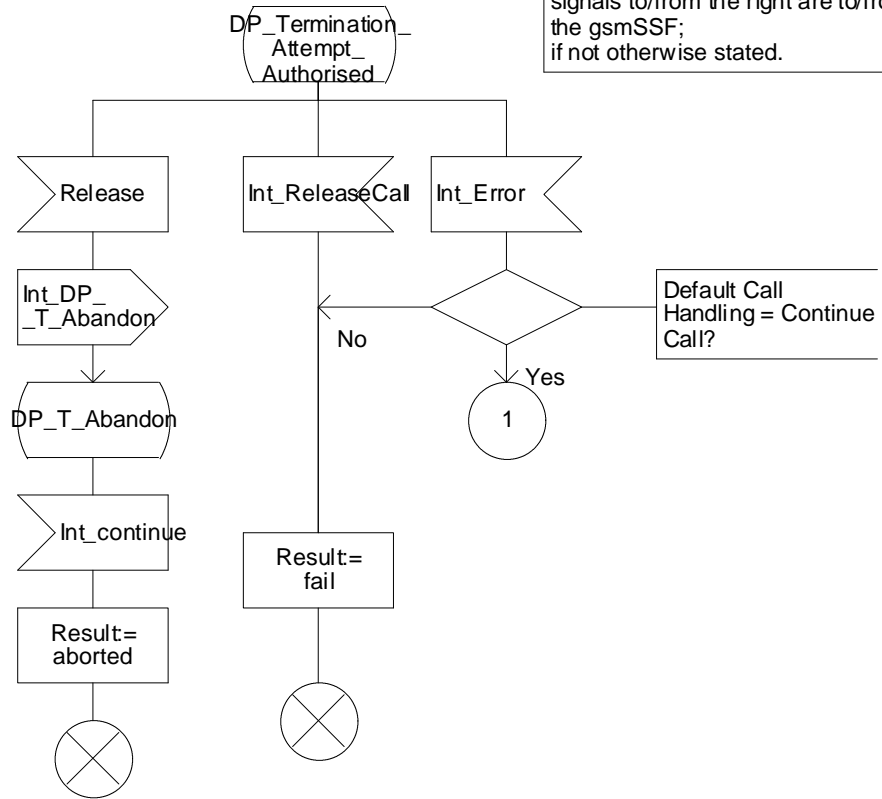 signals to/from the right are to/fro
the gsmSSF;
if not otherwise stated.
DP_Termination_
Attempt_
Authorised
Release
Int_ReleaseCall
Int_Error
Int_DP_
_T_Abandon
Default Call
Handling = Continue
Call?
No
Yes
DP_T_Abandon
1
Int_continue
Result:=
fail
Result:=
aborted